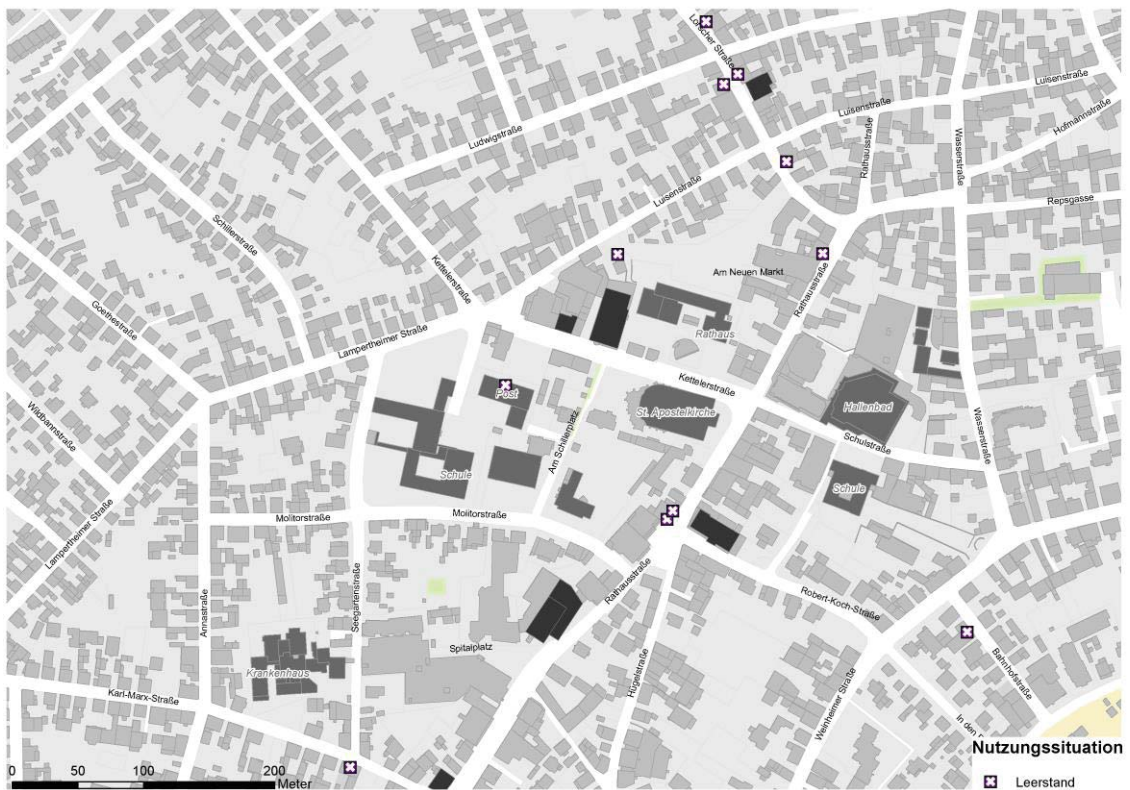 Lorscher Straße
Luisenstraße
Luisenstraße
Hofmannstraße
Rathausstraße
Wasserstraße
Ludwigstraße
Luisenstraße
Repsgasse
Schillerstraße
Kettelerstraße
Am Neuen Markt
Rathausstraße
Goethestraße
Lampertheimer Straße
Rathaus
Kettelerstraße
Post
St. Apostelkirche
Hallenbad
Wildbannstraße
Am Schillerplatz
Schulstraße
Wasserstraße
Schule
Schule
Molitorstraße
Molitorstraße
Lampertheimer Straße
Annastraße
Seegartenstraße
Rathausstraße
Robert-Koch-Straße
Spitalplatz
Krankenhaus
Hügelstraße
Bahnhofstraße
Karl-Marx-Straße
Weinheimer Straße
In den
Nutzungssituation
Leerstand
0 50 100 200
Meter